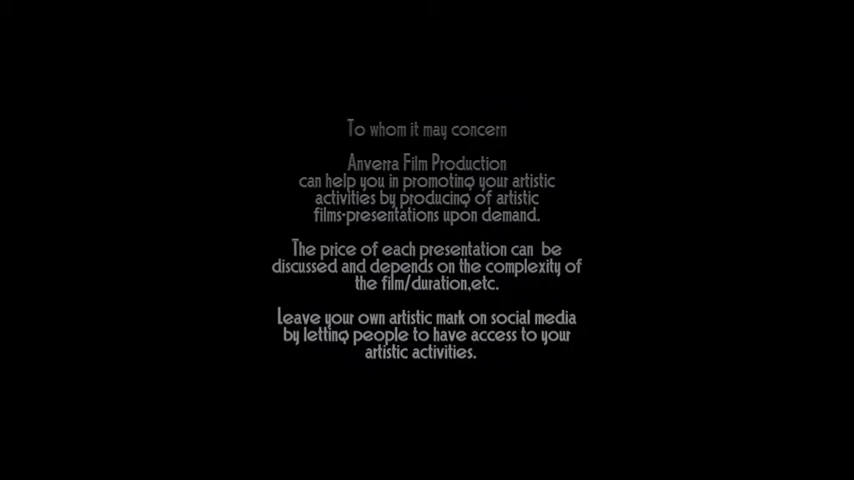 To whom it may concern
Anverra Film Production
can help you in promoting your artistic
activities by producing of artistic
films-presentations upon demand.
The price of each presentation can be
discussed and depends on the complexity of
the film/duration,etc.
Leave your own artistic mark on social media
by letting people to have access to your
artistic activities.